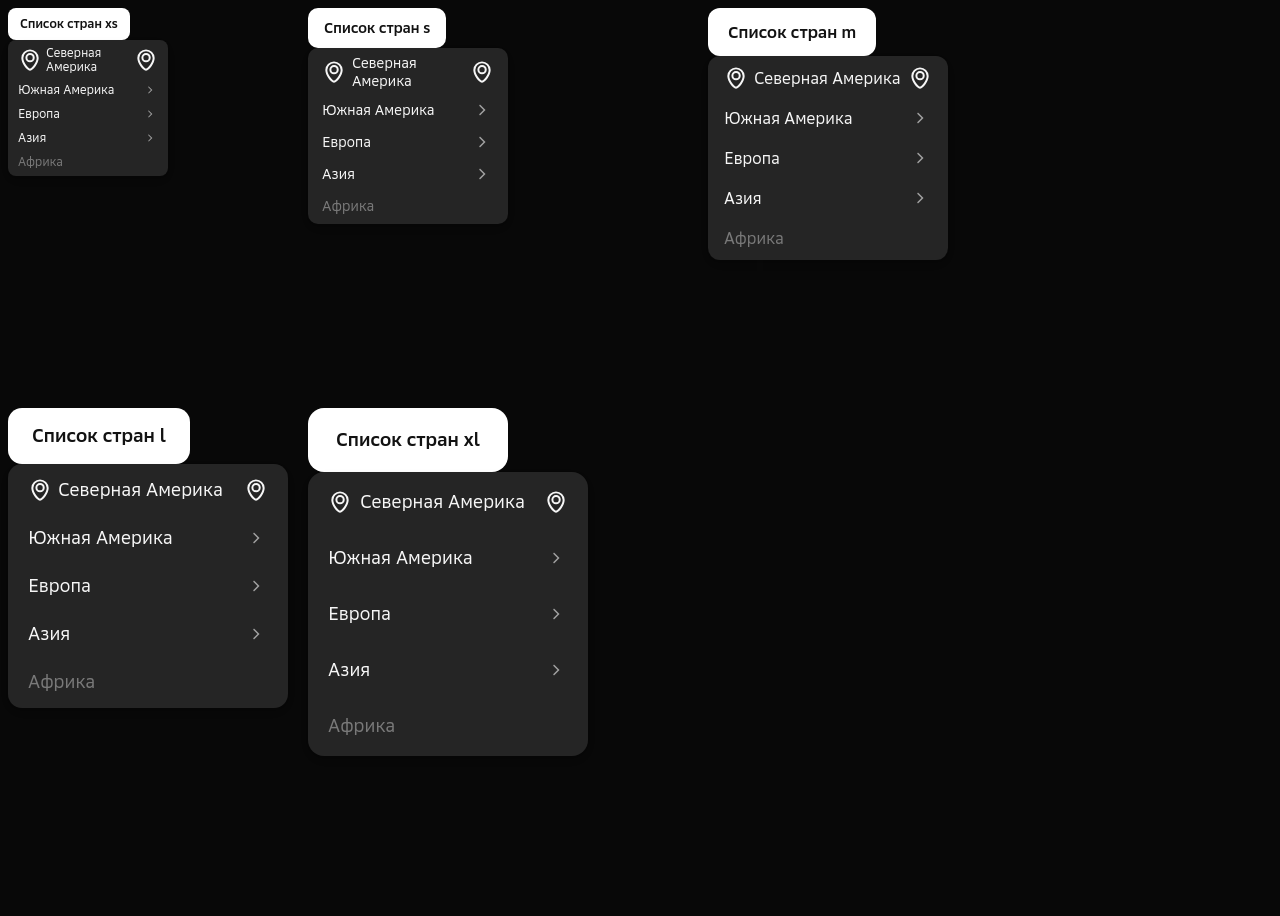 Список стран xs
Северная
Америка
Южная Америка
Европа
Азия
Африка
Список стран s
Северная
Америка
Южная Америка
Европа
Азия
Африка
Список стран m
Северная Америка
Южная Америка
Европа
Азия
Африка
Список стран l
Северная Америка
Южная Америка
Европа
Азия
Африка
Список стран xl
Северная Америка
Южная Америка
Европа
Азия
Африка